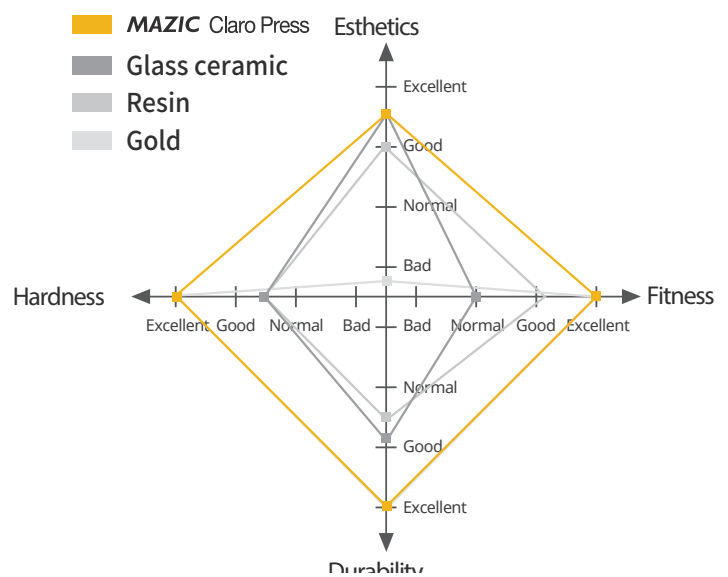 MAZIC Claro Press
Esthetics
Glass ceramic
Resin
Gold
Excellent
Good
Normal
Bad
Hardness
Fitness
Excellent Good Normal Bad Bad Normal Good Excellent
Normal
Good
Excellent
Durability